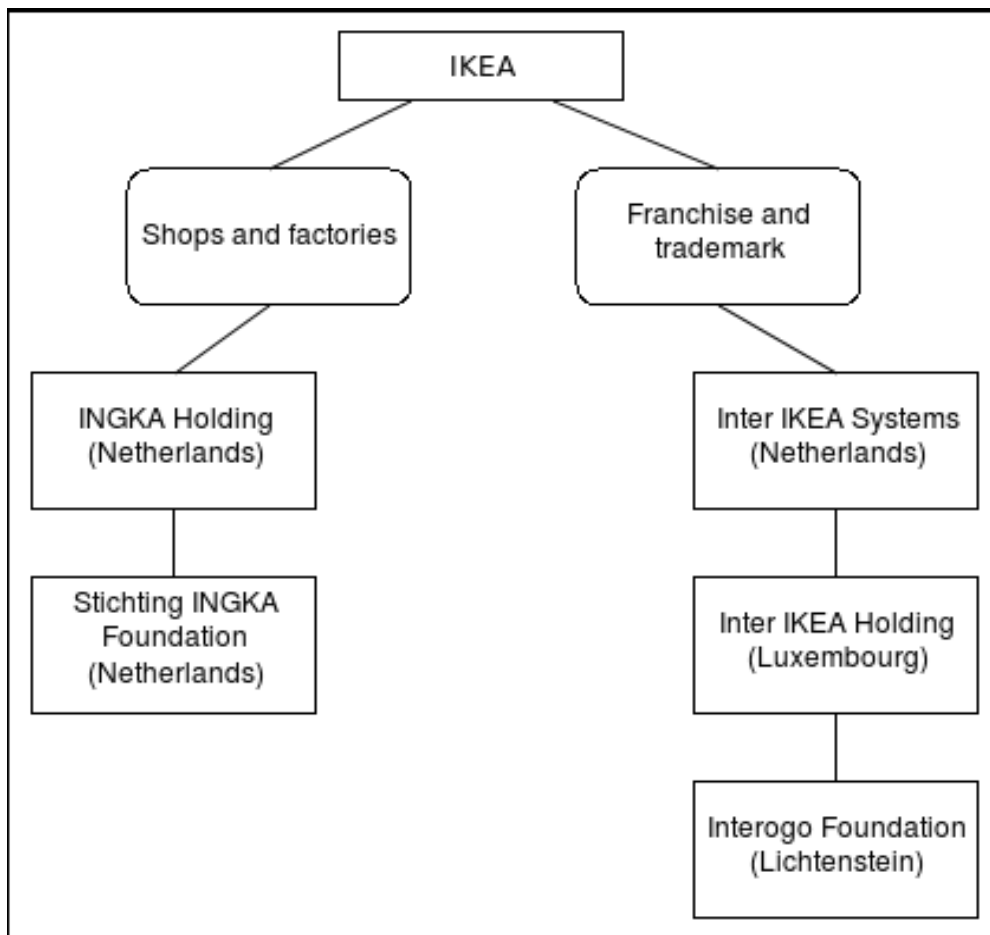 IKEA
Shops and factories
Franchise and
trademark
INGKA Holding
(Netherlands)
Inter IKEA Systems
(Netherlands)
Stichting INGKA
Foundation
(Netherlands)
Inter IKEA Holding
(Luxembourg)
Interogo Foundation
(Lichtenstein)